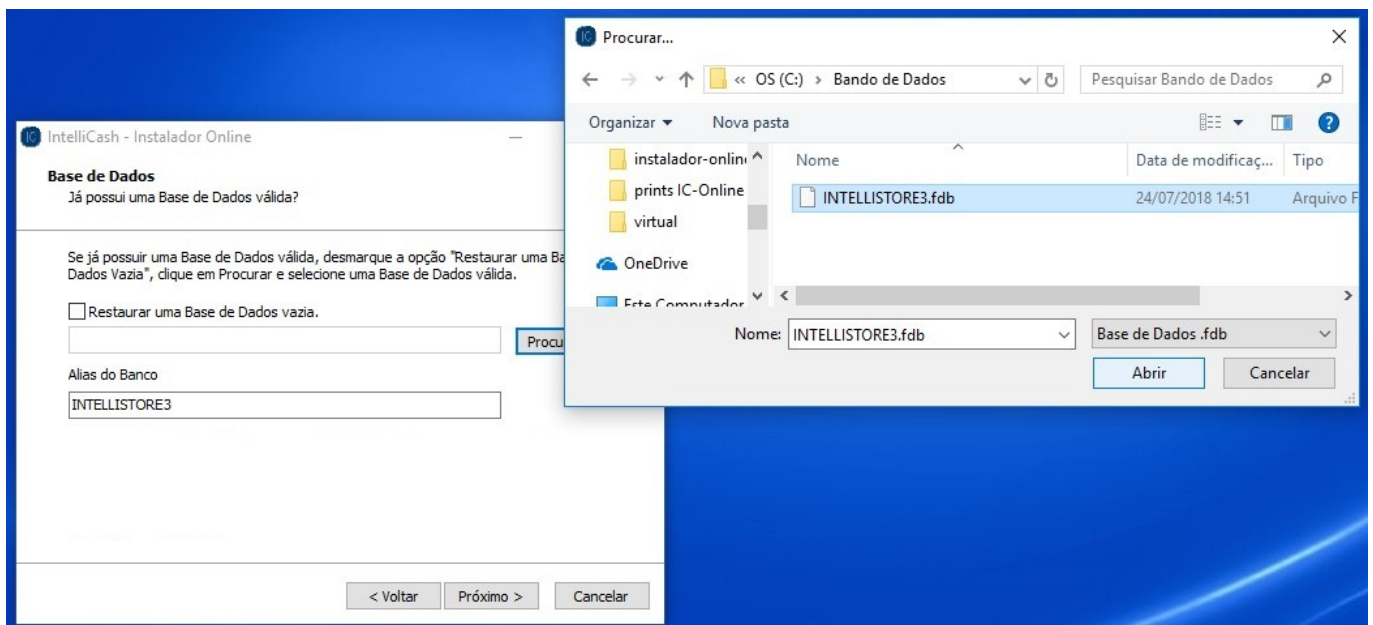 IntelliCash - Instalador Online
Base de Dados
Já possui uma Base de Dados válida?
Se já possuir uma Base de Dados válida, desmarque a opção "Restaurar uma Ba
Dados Vazia", clique em Procurar e selecione uma Base de Dados válida.
Restaurar uma Base de Dados vazia.
Procu
Alias do Banco
INTELLISTORE3
< Voltar Próximo > Cancelar
Procurar...
« OS (C:) › Bando de Dados Pesquisar Bando de Dados
Organizar Nova pasta
instalador-onlin Nome Data de modificaç... Tipo
prints IC-Online INTELLISTORE3.fdb 24/07/2018 14:51 Arquivo F
virtual
OneDrive
Este Computador
Nome: INTELLISTORE3.fdb Base de Dados .fdb
Abrir Cancelar